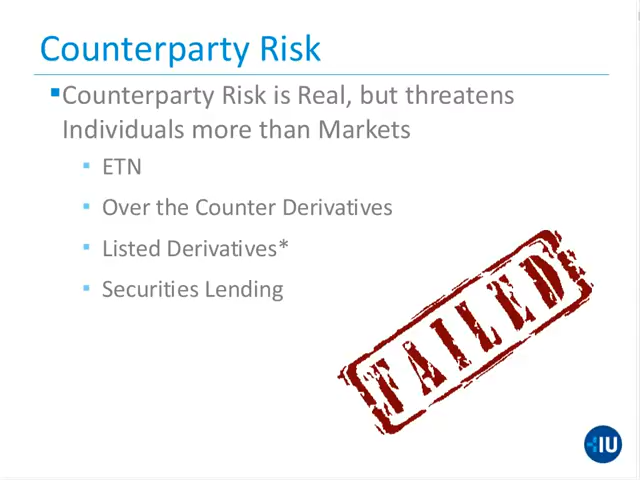 Counterparty Risk
▪Counterparty Risk is Real, but threatens
Individuals more than Markets
▪ ETN
▪ Over the Counter Derivatives
▪ Listed Derivatives*
▪ Securities Lending
FAILED
IU